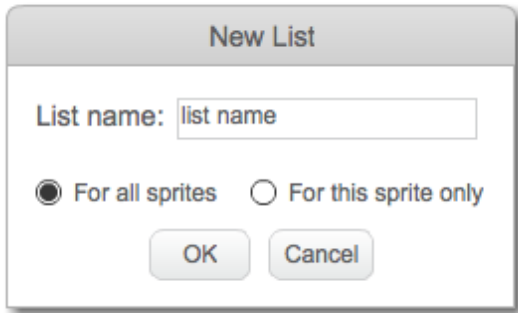 New List
List name: list name
For all sprites For this sprite only
OK Cancel